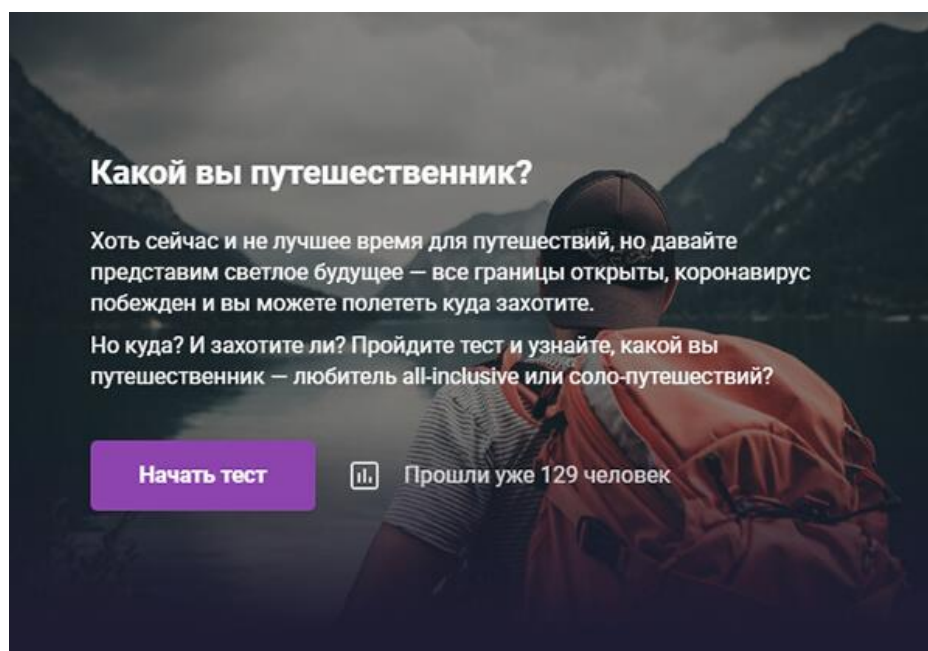 Какой вы путешественник?
Хоть сейчас и не лучшее время для путешествий, но давайте
представим светлое будущее — все границы открыты, коронавирус
побежден и вы можете полететь куда захотите.
Но куда? И захотите ли? Пройдите тест и узнайте, какой вы
путешественник — любитель all-inclusive или соло-путешествий?
Начать тест
Прошли уже 129 человек